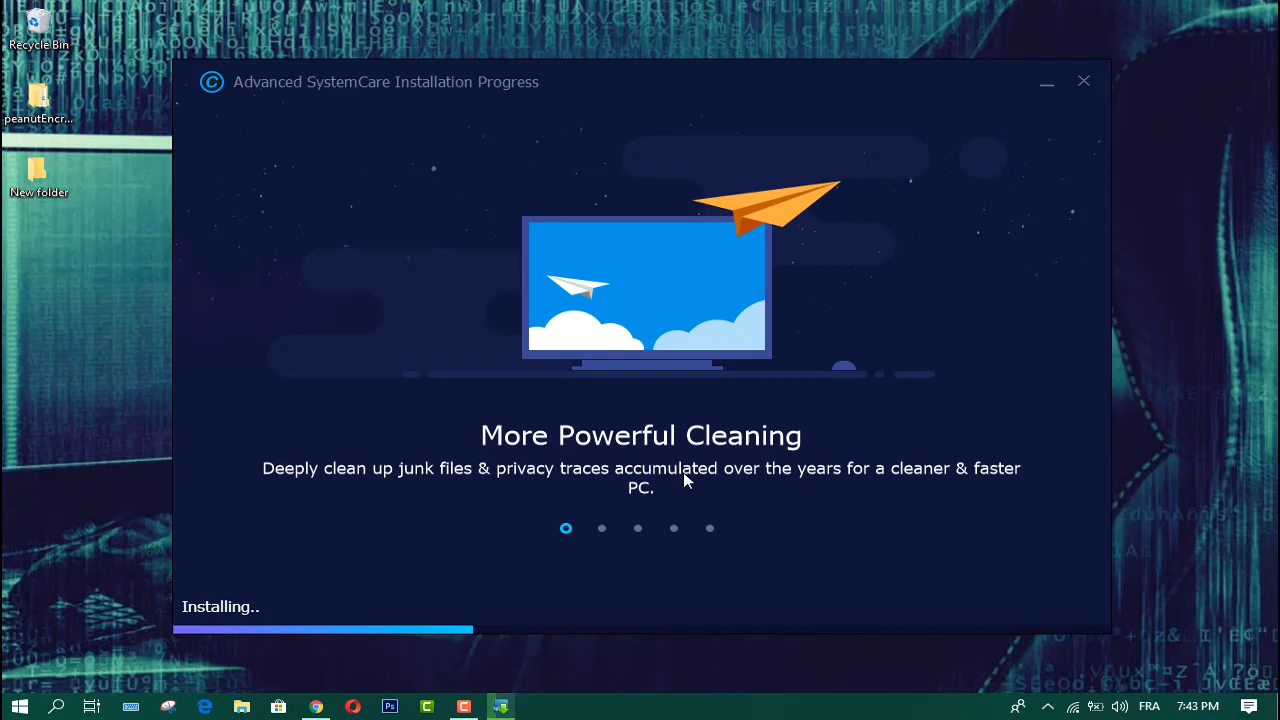 Recycle Bin
peanutEncr...
New folder
Advanced SystemCare Installation Progress
More Powerful Cleaning
Deeply clean up junk files & privacy traces accumulated over the years for a cleaner & faster
PC.
Installing..
FRA
7:43 PM